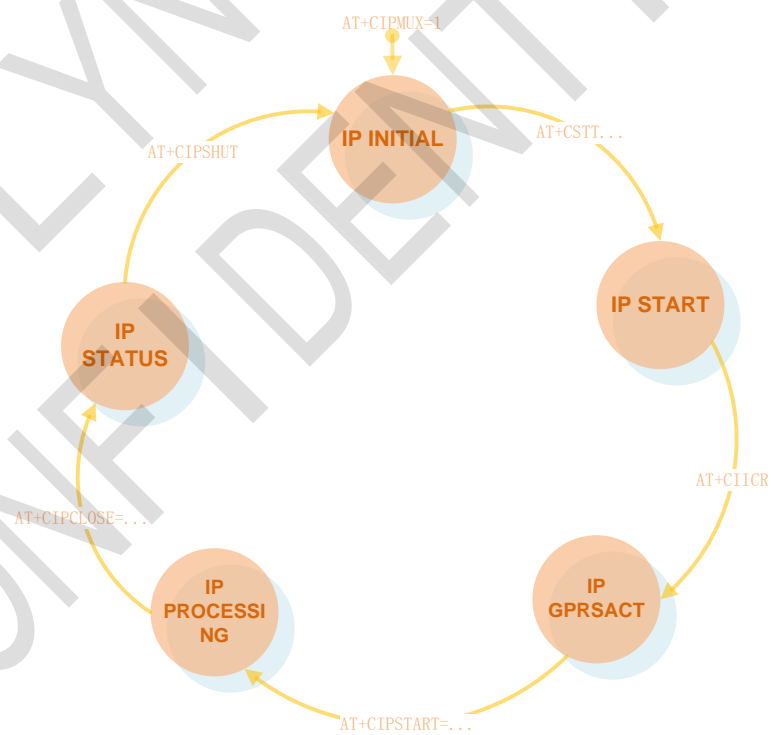 AT+CIPMUX=1
IP INITIAL
AT+CSTT...
AT+CIPSHUT
IP START
IP
STATUS
AT+CIICR
AT+CIPCLOSE=...
IP
PROCESSI
NG
IP
GPRSACT
AT+CIPSTART=...